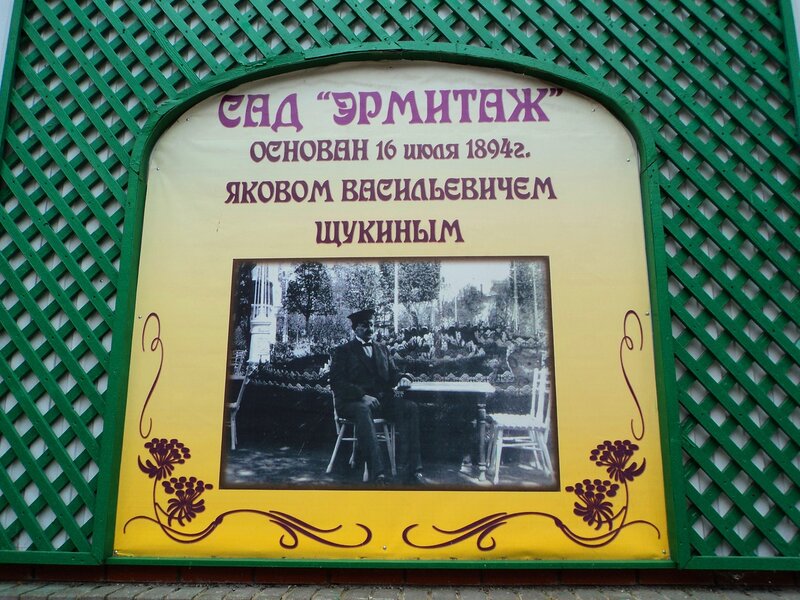 САД "ЭРМИТАЖ"
ОСНОВАН 16 июля 1894г.
ЯКОВОМ ВАСИЛЬЕВИЧЕМ
ЩУКИНЫМ